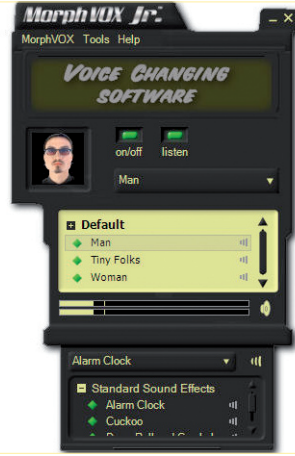 MorphVOX Jr.
MorphVOX Tools Help
VOICE CHANGING
SOFTWARE
on/off listen
Man
Default
Man
Tiny Folks
Woman
Alarm Clock
Standard Sound Effects
Alarm Clock
Cuckoo